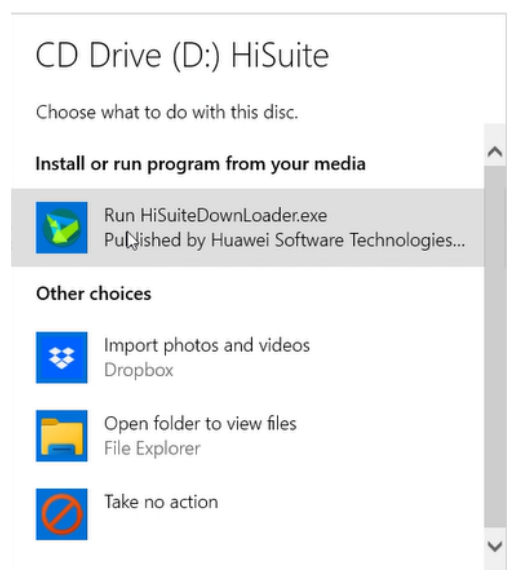 CD Drive (D:) HiSuite
Choose what to do with this disc.
Install or run program from your media
Run HiSuiteDownLoader.exe
Published by Huawei Software Technologies...
Other choices
Import photos and videos
Dropbox
Open folder to view files
File Explorer
Take no action